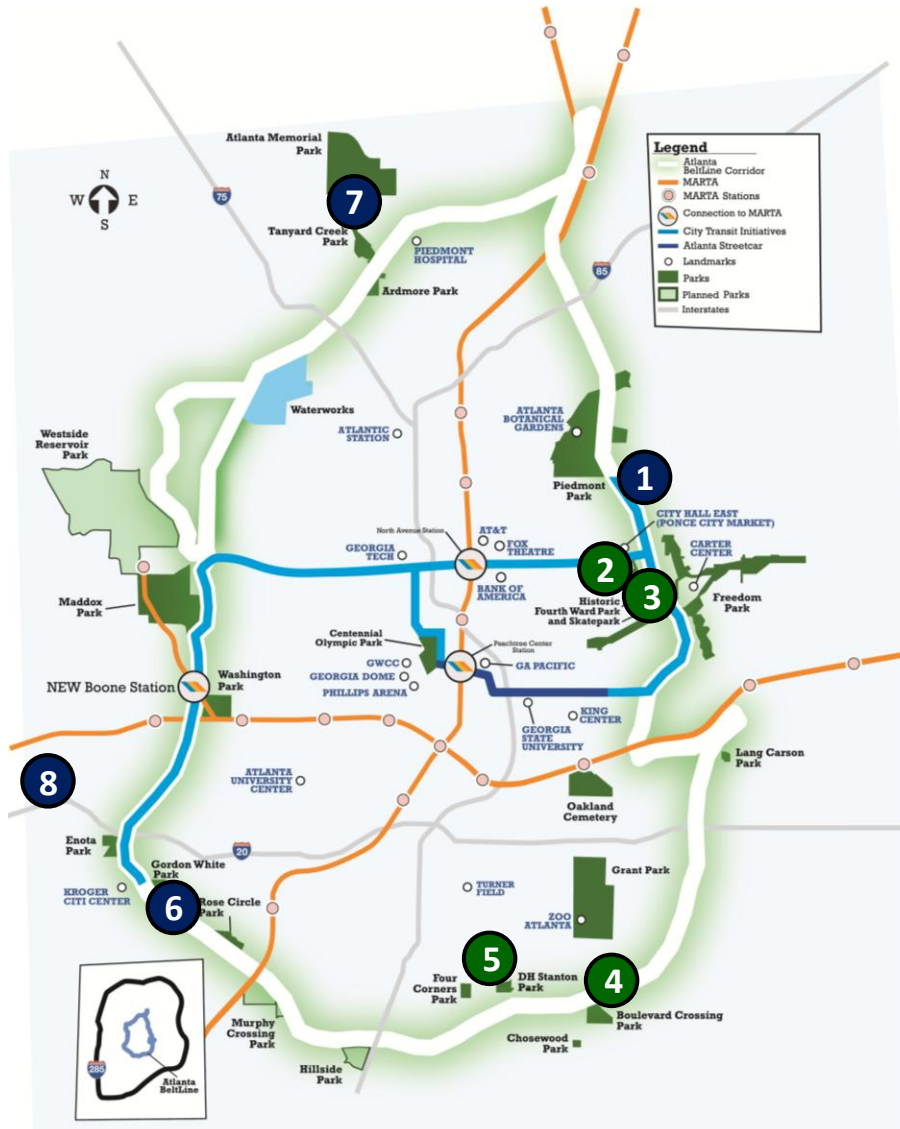 Atlanta Memorial
Park
N
W
E
S
75
7
Tanyard Creek
Park
PIEDMONT
HOSPITAL
Ardmore Park
85
Legend
Atlanta
BeltLine Corridor
MARTA
MARTA Stations
Connection to MARTA
City Transit Initiatives
Atlanta Streetcar
Landmarks
Parks
Planned Parks
Interstates
Waterworks
ATLANTIC
STATION
ATLANTA
BOTANICAL
GARDENS
Westside
Reservoir
Park
Piedmont
Park
1
CITY HALL EAST
(PONCE CITY MARKET)
North Avenue Station
AT&T
FOX
THEATRE
GEORGIA
TECH
BANK OF
AMERICA
2
CARTER
CENTER
3
Historic
Fourth Ward Park
and Skatepark
Freedom
Park
Maddox
Park
Centennial
Olympic Park
Peachtree Center
Station
GWCC
GA PACIFIC
GEORGIA DOME
PHILLIPS ARENA
NEW Boone Station
Washington
Park
GEORGIA
STATE
UNIVERSITY
KING
CENTER
Lang Carson
Park
8
ATLANTA
UNIVERSITY
CENTER
Oakland
Cemetery
Enota
Park
20
Gordon White
Park
KROGER
CITI CENTER
6
Rose Circle
Park
TURNER
FIELD
Grant Park
ZOO
ATLANTA
5
4
Four
Corners
Park
DH Stanton
Park
Boulevard Crossing
Park
Chosewood
Park
Murphy
Crossing
Park
Hillside
Park
285
Atlanta
BeltLine